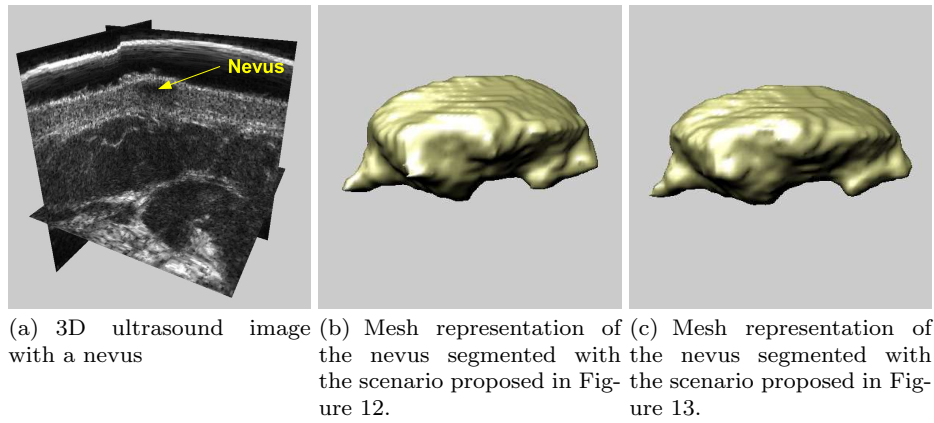 Nevus
(a) 3D ultrasound image
with a nevus
(b) Mesh representation of
the nevus segmented with
the scenario proposed in Fig-
ure 12.
(c) Mesh representation of
the nevus segmented with
the scenario proposed in Fig-
ure 13.